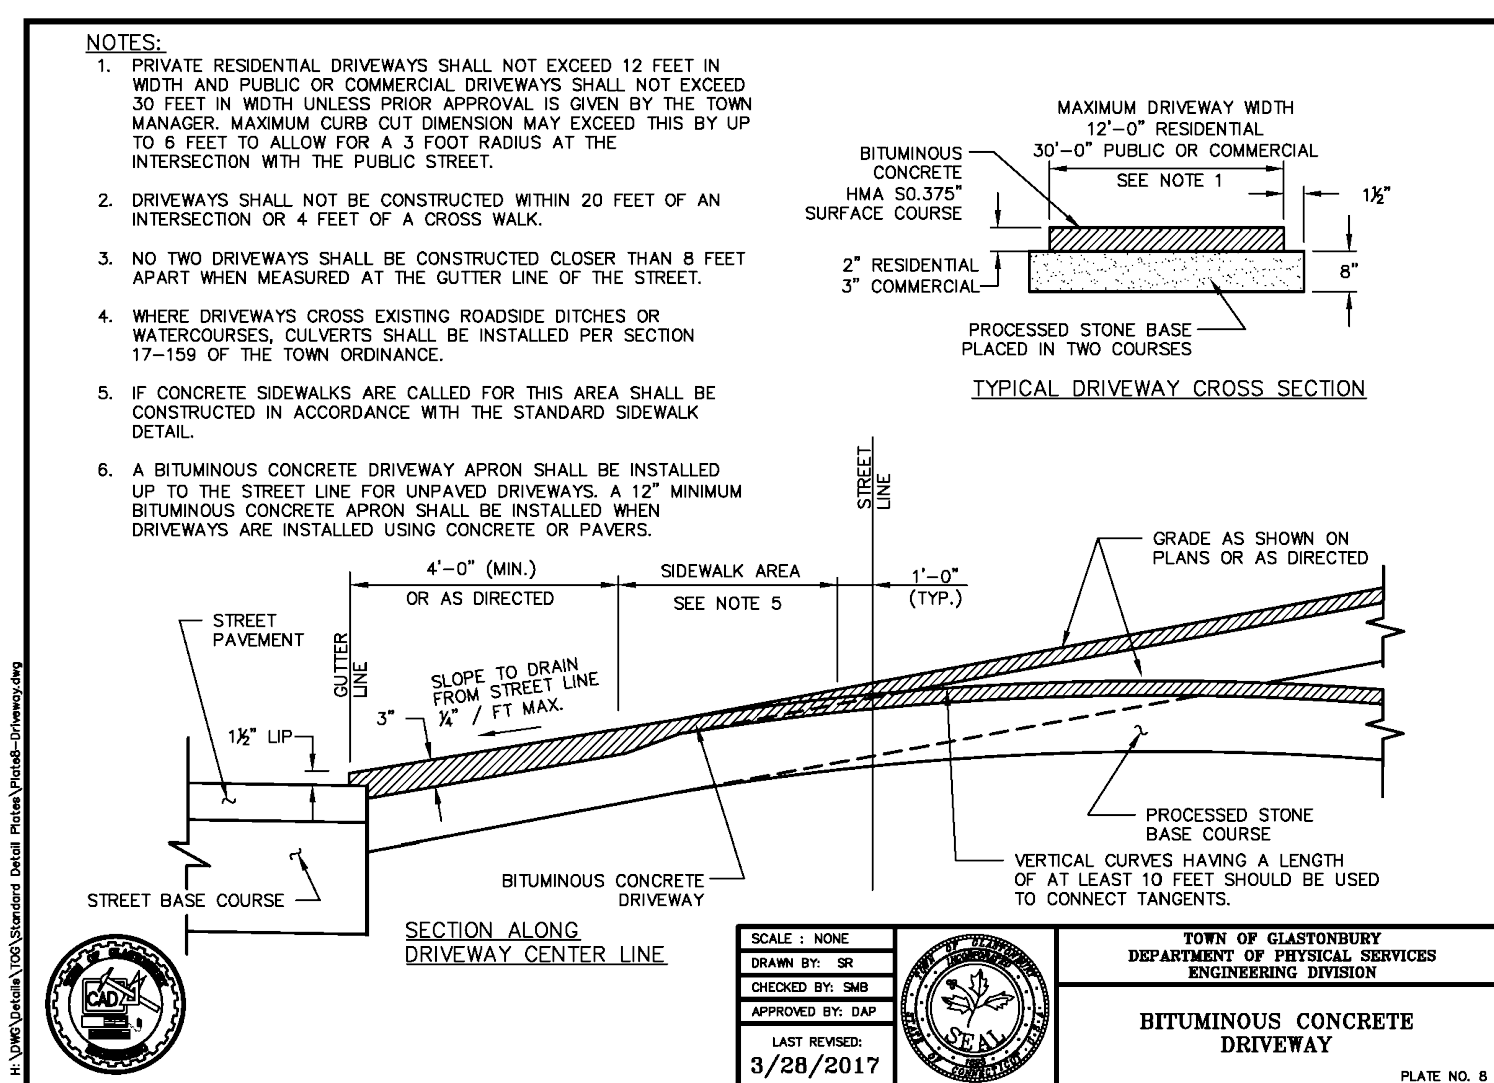 NOTES:
1. PRIVATE RESIDENTIAL DRIVEWAYS SHALL NOT EXCEED 12 FEET IN
WIDTH AND PUBLIC OR COMMERCIAL DRIVEWAYS SHALL NOT EXCEED
30 FEET IN WIDTH UNLESS PRIOR APPROVAL IS GIVEN BY THE TOWN
MANAGER. MAXIMUM CURB CUT DIMENSION MAY EXCEED THIS BY UP
TO 6 FEET TO ALLOW FOR A 3 FOOT RADIUS AT THE
INTERSECTION WITH THE PUBLIC STREET.
2. DRIVEWAYS SHALL NOT BE CONSTRUCTED WITHIN 20 FEET OF AN
INTERSECTION OR 4 FEET OF A CROSS WALK.
3. NO TWO DRIVEWAYS SHALL BE CONSTRUCTED CLOSER THAN 8 FEET
APART WHEN MEASURED AT THE GUTTER LINE OF THE STREET.
4. WHERE DRIVEWAYS CROSS EXISTING ROADSIDE DITCHES OR
WATERCOURSES, CULVERTS SHALL BE INSTALLED PER SECTION
17-159 OF THE TOWN ORDINANCE.
5. IF CONCRETE SIDEWALKS ARE CALLED FOR THIS AREA SHALL BE
CONSTRUCTED IN ACCORDANCE WITH THE STANDARD SIDEWALK
DETAIL.
6. A BITUMINOUS CONCRETE DRIVEWAY APRON SHALL BE INSTALLED
UP TO THE STREET LINE FOR UNPAVED DRIVEWAYS. A 12" MINIMUM
BITUMINOUS CONCRETE APRON SHALL BE INSTALLED WHEN
DRIVEWAYS ARE INSTALLED USING CONCRETE OR PAVERS.
MAXIMUM DRIVEWAY WIDTH
12'-0" RESIDENTIAL
30'-0" PUBLIC OR COMMERCIAL
SEE NOTE 1
BITUMINOUS
CONCRETE
HMA S0.375"
SURFACE COURSE
1½"
2" RESIDENTIAL
3" COMMERCIAL
8"
PROCESSED STONE BASE
PLACED IN TWO COURSES
TYPICAL DRIVEWAY CROSS SECTION
STREET
LINE
GRADE AS SHOWN ON
PLANS OR AS DIRECTED
4'-0" (MIN.)
OR AS DIRECTED
SIDEWALK AREA
SEE NOTE 5
1'-0"
(TYP.)
STREET
PAVEMENT
GUTTER
LINE
SLOPE TO DRAIN
FROM STREET LINE
¼" / FT MAX.
3"
1½" LIP
STREET BASE COURSE
BITUMINOUS CONCRETE
DRIVEWAY
PROCESSED STONE
BASE COURSE
VERTICAL CURVES HAVING A LENGTH
OF AT LEAST 10 FEET SHOULD BE USED
TO CONNECT TANGENTS.
SECTION ALONG
DRIVEWAY CENTER LINE
H:\DWG\Details\TOG\Standard Detail Plates\Plate8-Driveway.dwg
TOWN OF GLASTONBURY
CAD
ENGINEERING
SCALE : NONE
DRAWN BY: SR
CHECKED BY: SMB
APPROVED BY: DAP
LAST REVISED:
3/28/2017
TOWN OF GLASTONBURY
INCORPORATED
SEAL
1693
STATE OF CONNECTICUT, U.S.A.
TOWN OF GLASTONBURY
DEPARTMENT OF PHYSICAL SERVICES
ENGINEERING DIVISION
BITUMINOUS CONCRETE
DRIVEWAY
PLATE NO. 8